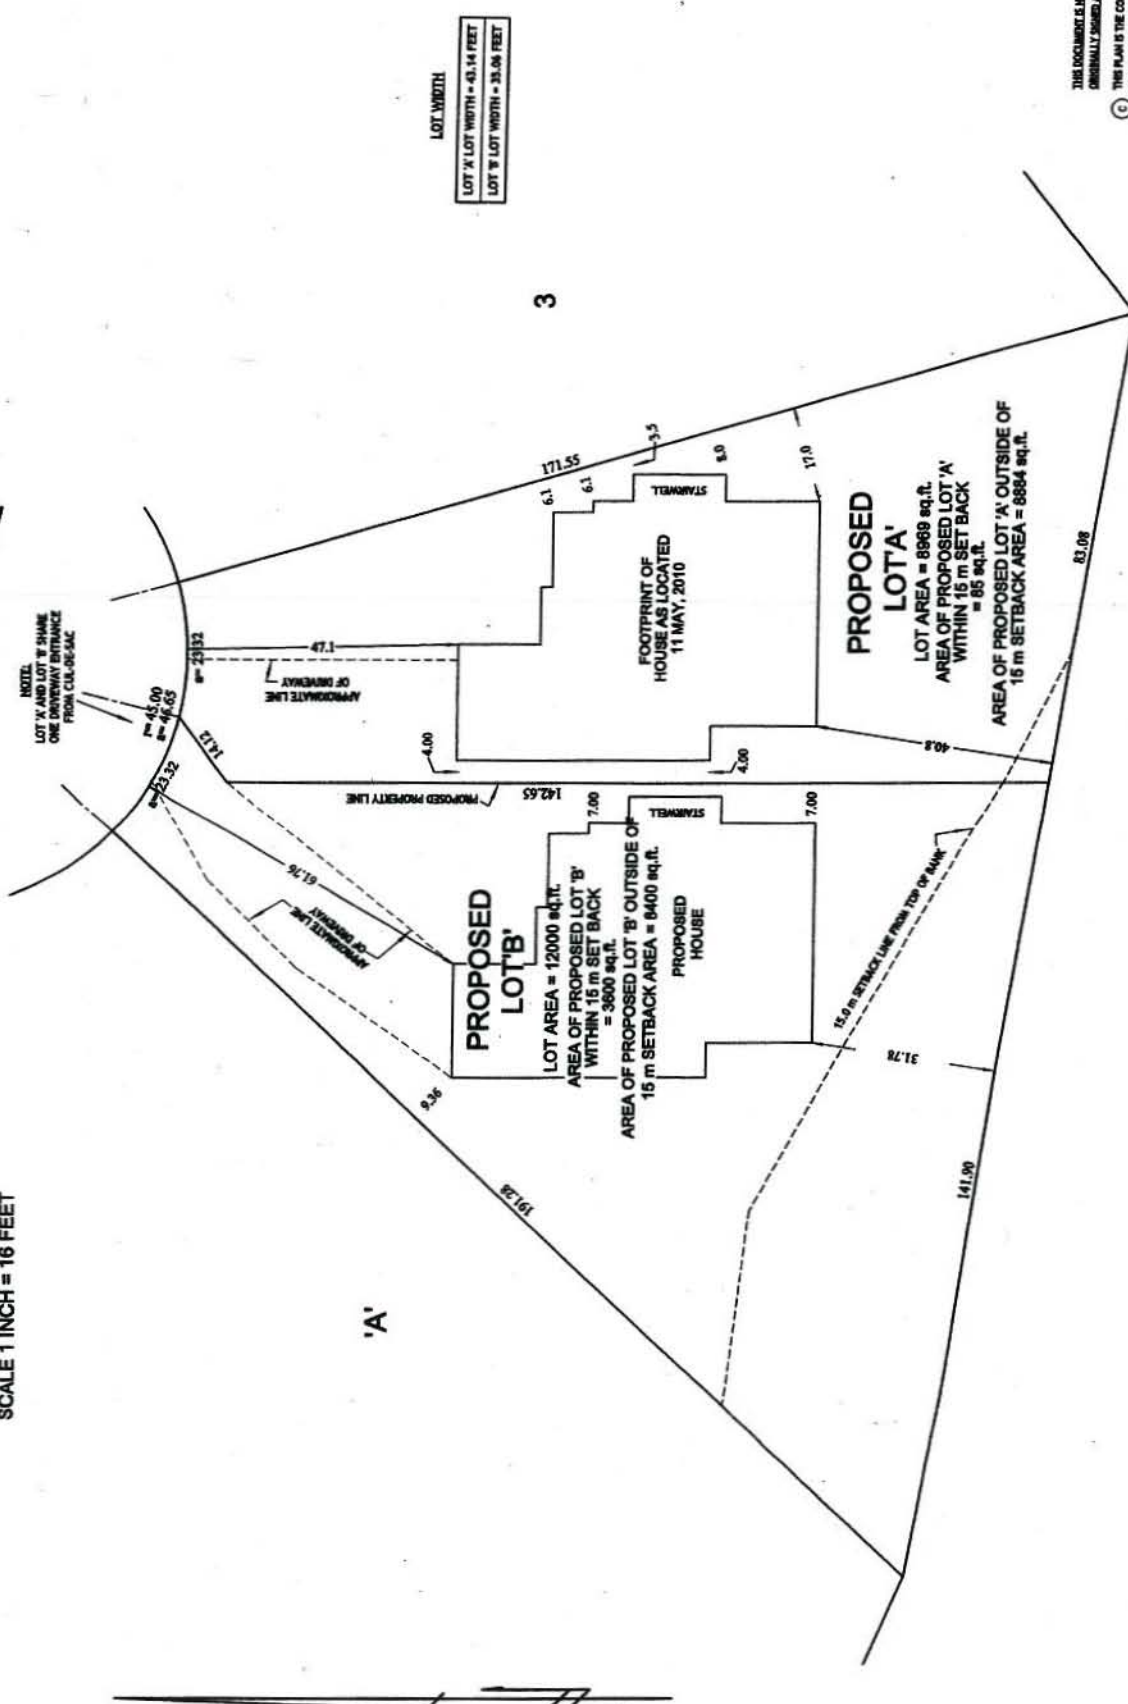 SCALE 1 INCH = 16 FEET
NOTE:
LOT 'A' AND LOT 'B' SHARE
ONE DRIVEWAY ENTRANCE
FROM CUL-DE-SAC
r= 45.00
a= 46.65
a= 23.32
a= 23.32
14.12
47.1
APPROXIMATE LINE
OF DRIVEWAY
61.76
APPROXIMATE LINE
OF DRIVEWAY
PROPOSED PROPERTY LINE
142.65
4.00
4.00
7.00
7.00
171.55
6.1
6.1
3.5
8.0
17.0
STAIRWELL
FOOTPRINT OF
HOUSE AS LOCATED
11 MAY, 2010
PROPOSED
LOT'A'
LOT AREA = 8969 sq.ft.
AREA OF PROPOSED LOT 'A'
WITHIN 15 m SET BACK
= 85 sq.ft.
AREA OF PROPOSED LOT 'A' OUTSIDE OF
15 m SETBACK AREA = 8884 sq.ft.
40.8
83.08
PROPOSED
LOT'B'
LOT AREA = 12000 sq.ft.
AREA OF PROPOSED LOT 'B'
WITHIN 15 m SET BACK
= 3600 sq.ft.
AREA OF PROPOSED LOT 'B' OUTSIDE OF
15 m SETBACK AREA = 8400 sq.ft.
STAIRWELL
PROPOSED
HOUSE
9.36
191.28
15.0 m SETBACK LINE FROM TOP OF BANK
31.78
141.90
'A'
3
LOT WIDTH
LOT 'A' LOT WIDTH = 43.14 FEET
LOT 'B' LOT WIDTH = 35.06 FEET
THIS DOCUMENT IS
ORIGINALLY SIGNED
© THIS PLAN IS THE